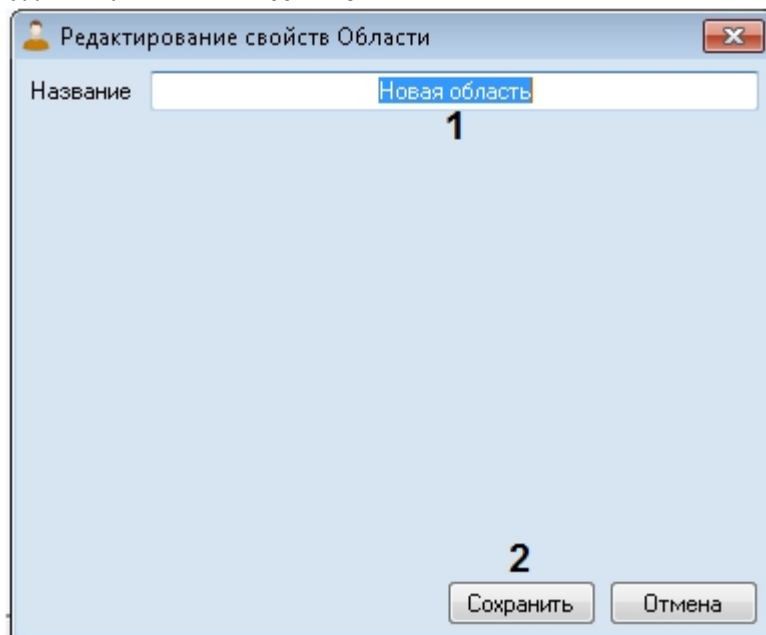 Редактирование свойств Области
Название Новая область
1
2
Сохранить Отмена